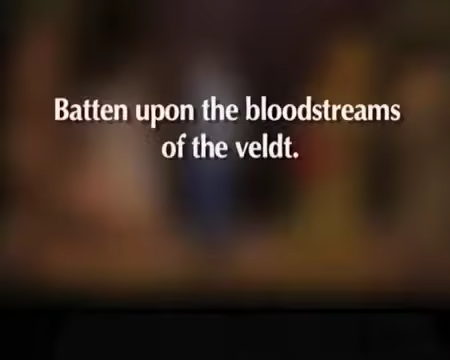 Batten upon the bloodstreams
of the veldt.